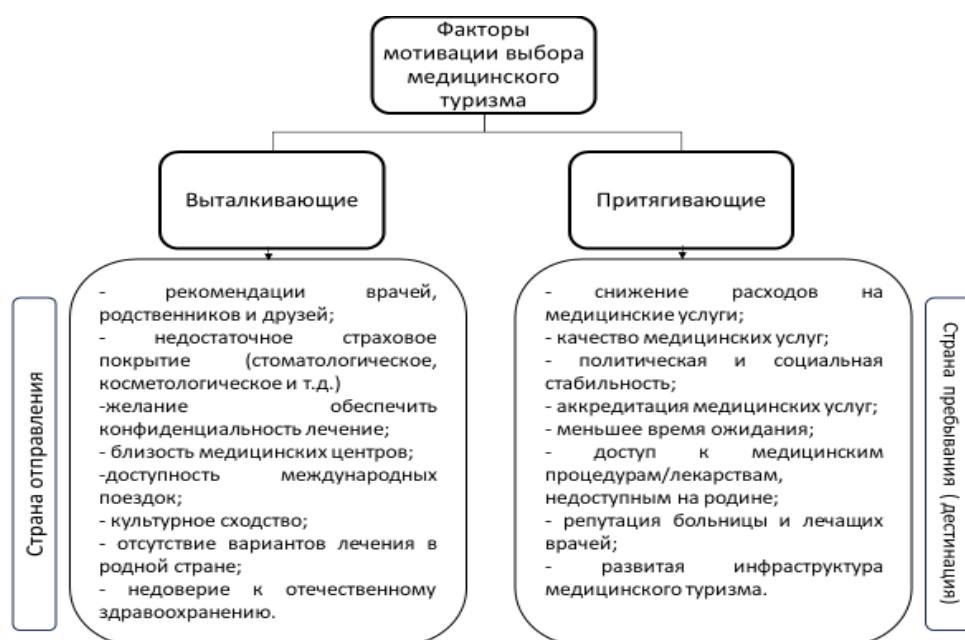 Факторы
мотивации выбора
медицинского
туризма
Выталкивающие
Притягивающие
Страна отправления
- рекомендации врачей,
родственников и друзей;
- недостаточное страховое
покрытие (стоматологическое,
косметологическое и т.д.)
-желание обеспечить
конфиденциальность лечение;
- близость медицинских центров;
-доступность международных
поездок;
- культурное сходство;
- отсутствие вариантов лечения в
родной стране;
- недоверие к отечественному
здравоохранению.
- снижение расходов на
медицинские услуги;
- качество медицинских услуг;
- политическая и социальная
стабильность;
- аккредитация медицинских услуг;
- меньшее время ожидания;
- доступ к медицинским
процедурам/лекарствам,
недоступным на родине;
- репутация больницы и лечащих
врачей;
- развитая инфраструктура
медицинского туризма.
Страна пребывания ( дестинация)